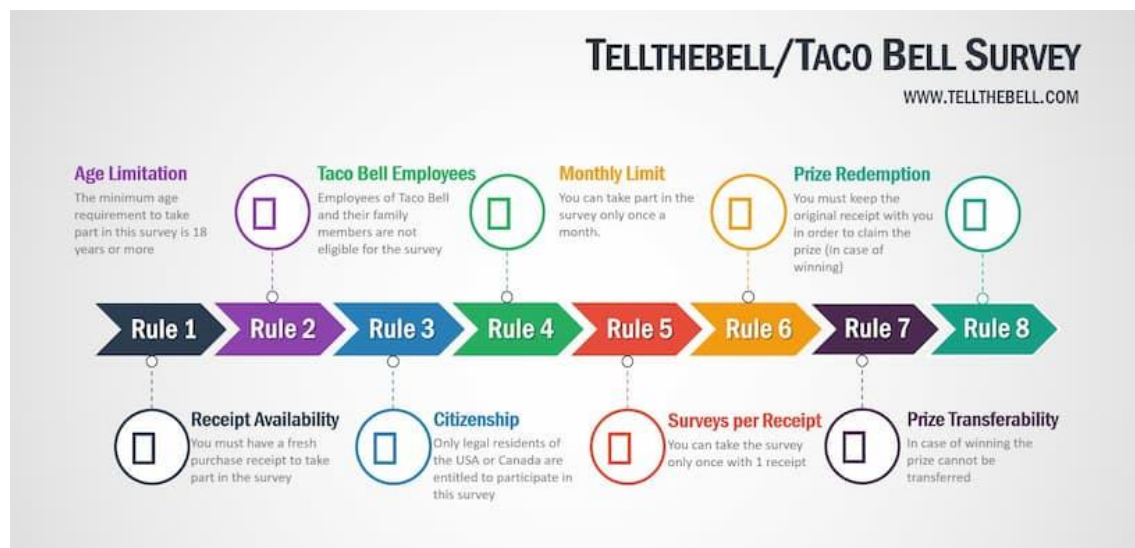 TELLTHEBELL/TACO BELL SURVEY
WWW.TELLTHEBELL.COM
Age Limitation
The minimum age
requirement to take
part in this survey is 18
years or more
Taco Bell Employees
Employees of Taco Bell
and their family
members are not
eligible for the survey
Monthly Limit
You can take part in the
survey only once a
month.
Prize Redemption
You must keep the
original receipt with you
in order to claim the
prize (in case of
winning)
Rule 1
Rule 2
Rule 3
Rule 4
Rule 5
Rule 6
Rule 7
Rule 8
Receipt Availability
You must have a fresh
purchase receipt to take
part in the survey
Citizenship
Only legal residents of
the USA or Canada are
entitled to participate in
this survey
Surveys per Receipt
You can take the survey
only once with 1 receipt
Prize Transferability
In case of winning the
prize cannot be
transferred